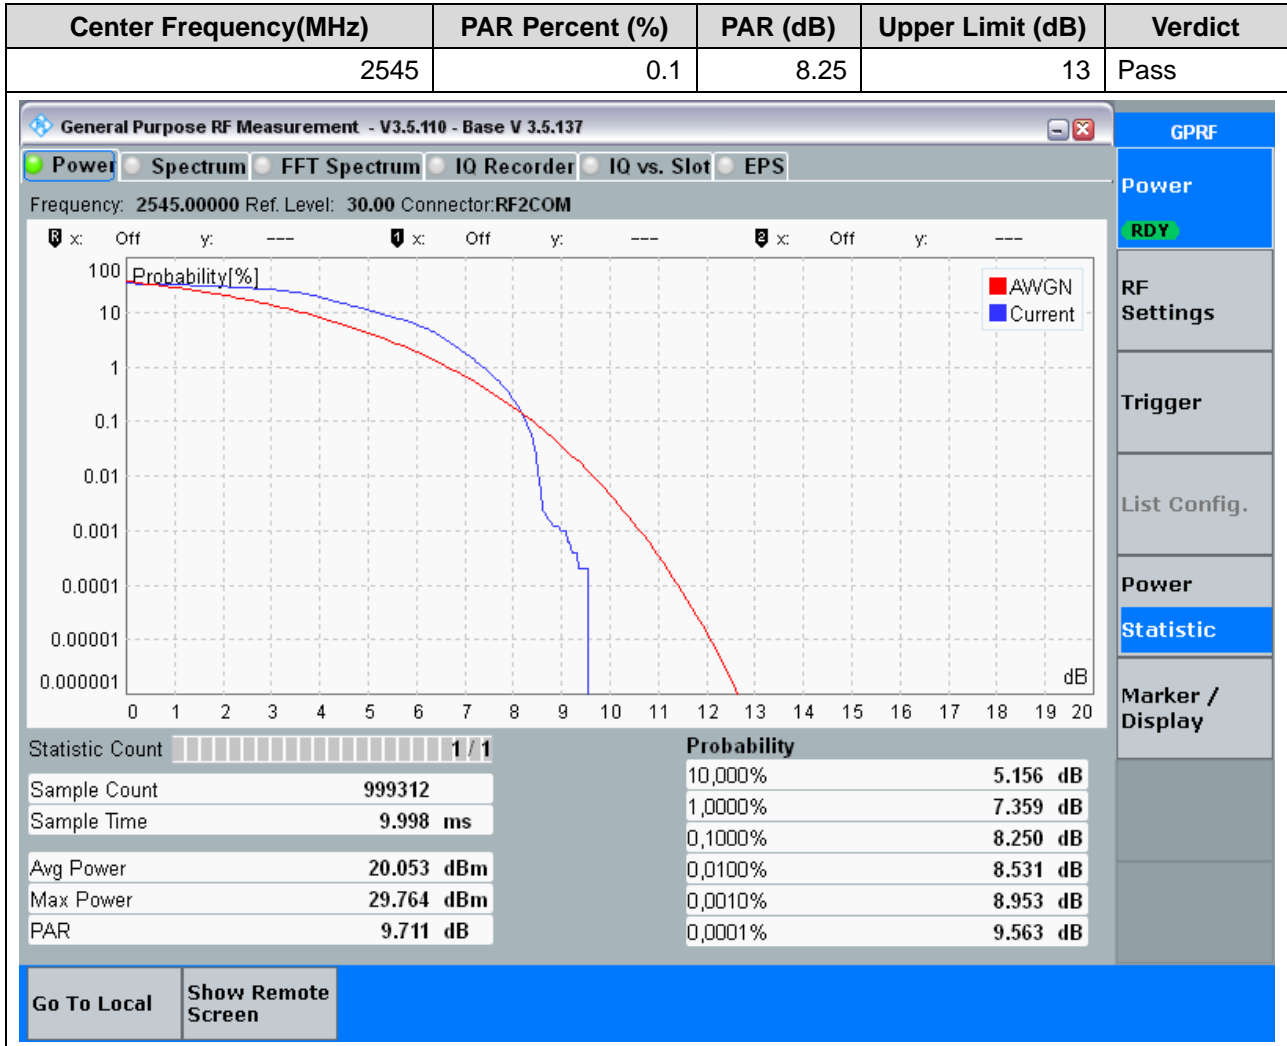 Center Frequency(MHz) PAR Percent (%) PAR (dB) Upper Limit (dB) Verdict
2545 0.1 8.25 13 Pass
General Purpose RF Measurement - V3.5.110 - Base V 3.5.137
GPRF
Power Spectrum FFT Spectrum IQ Recorder IQ vs. Slot EPS
Power
RDY
Frequency: 2545.00000 Ref. Level: 30.00 Connector:RF2COM
R x: Off y: --- 1 x: Off y: --- 2 x: Off y: ---
Probability[%]
AWGN
Current
100
10
1
0.1
0.01
0.001
0.0001
0.00001
0.000001
dB
0 1 2 3 4 5 6 7 8 9 10 11 12 13 14 15 16 17 18 19 20
RF
Settings
Trigger
List Config.
Power
Statistic
Marker /
Display
Statistic Count 1 / 1
Sample Count 999312
Sample Time 9.998 ms
Avg Power 20.053 dBm
Max Power 29.764 dBm
PAR 9.711 dB
Probability
10,000% 5.156 dB
1,0000% 7.359 dB
0,1000% 8.250 dB
0,0100% 8.531 dB
0,0010% 8.953 dB
0,0001% 9.563 dB
Go To Local
Show Remote
Screen